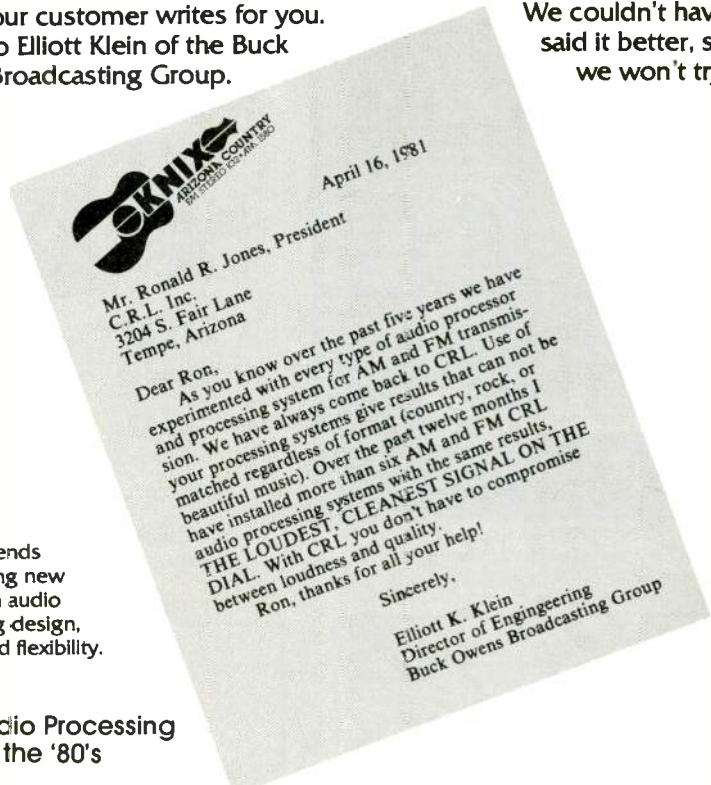 our customer writes for you.
o Elliott Klein of the Buck
Broadcasting Group.
We couldn't hav
said it better, s
we won't try
KNIX
ARIZONA COUNTRY
FM STEREO 102 • AM 1580
April 16, 1981
Mr. Ronald R. Jones, President
C.R.L. Inc.
3204 S. Fair Lane
Tempe, Arizona
Dear Ron,
As you know over the past five years we have
experimented with every type of audio processor
and processing system for AM and FM transmis-
sion. We have always come back to CRL. Use of
your processing systems give results that can not be
matched regardless of format (country, rock, or
beautiful music). Over the past twelve months I
have installed more than six AM and FM CRL
audio processing systems with the same results,
THE LOUDEST, CLEANEST SIGNAL ON THE
DIAL. With CRL you don't have to compromise
between loudness and quality.
Ron, thanks for all your help!
Sincerely,
Elliott K. Klein
Director of Engingeering
Buck Owens Broadcasting Group
ends
ng new
n audio
g design,
d flexibility.
dio Processing
the '80's